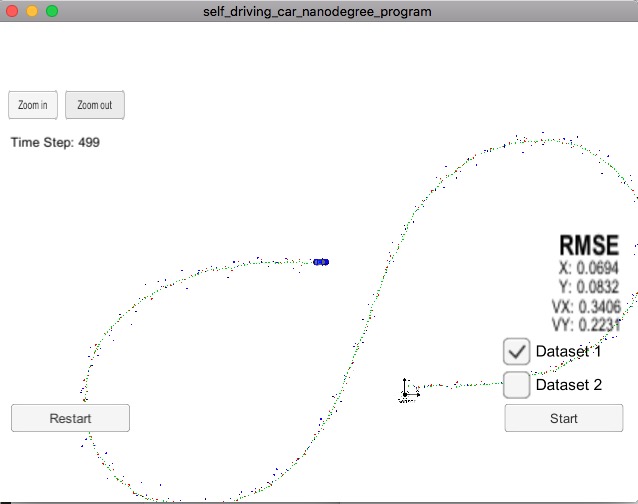 self_driving_car_nanodegree_program
Zoom in
Zoom out
Time Step: 499
RMSE
X: 0.0694
Y: 0.0832
VX: 0.3406
VY: 0.2231
Dataset 1
Dataset 2
Restart
Start